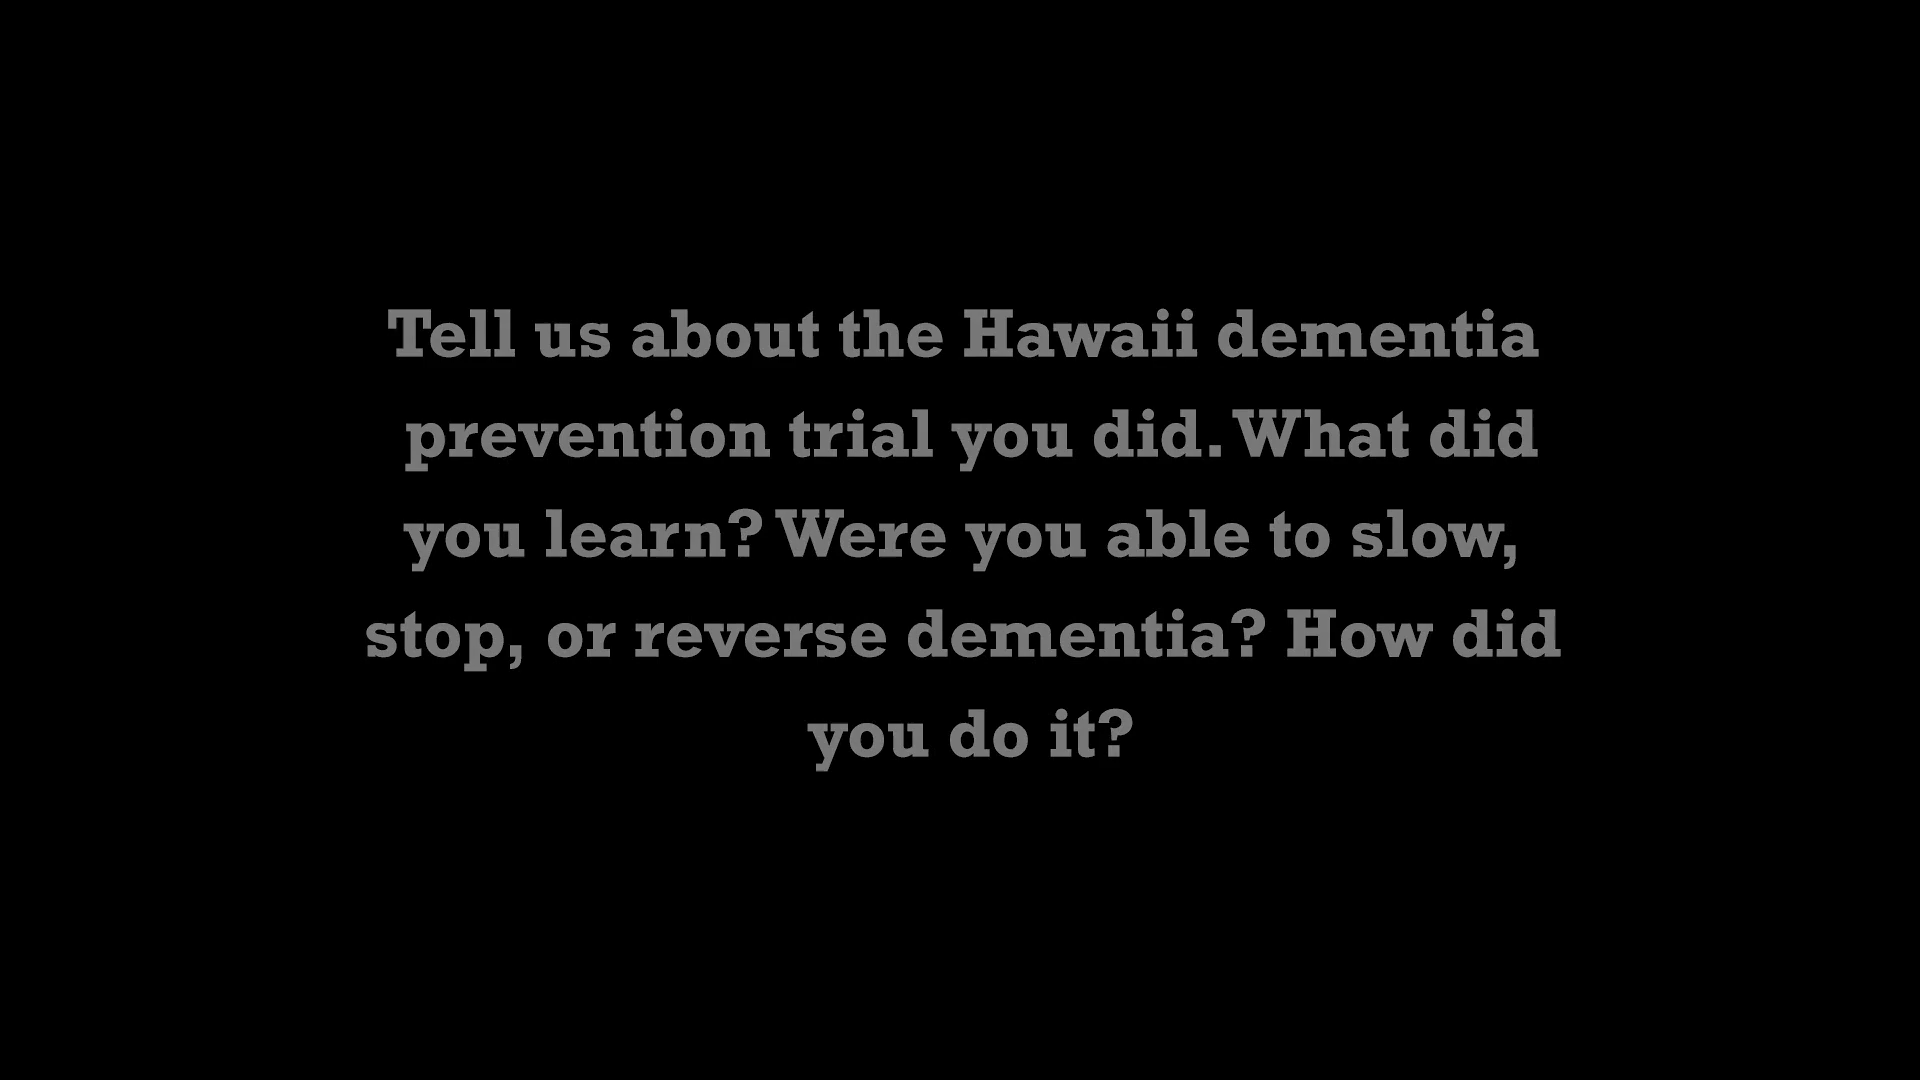 Tell us about the Hawaii dementia
prevention trial you did. What did
you learn? Were you able to slow,
stop, or reverse dementia? How did
you do it?